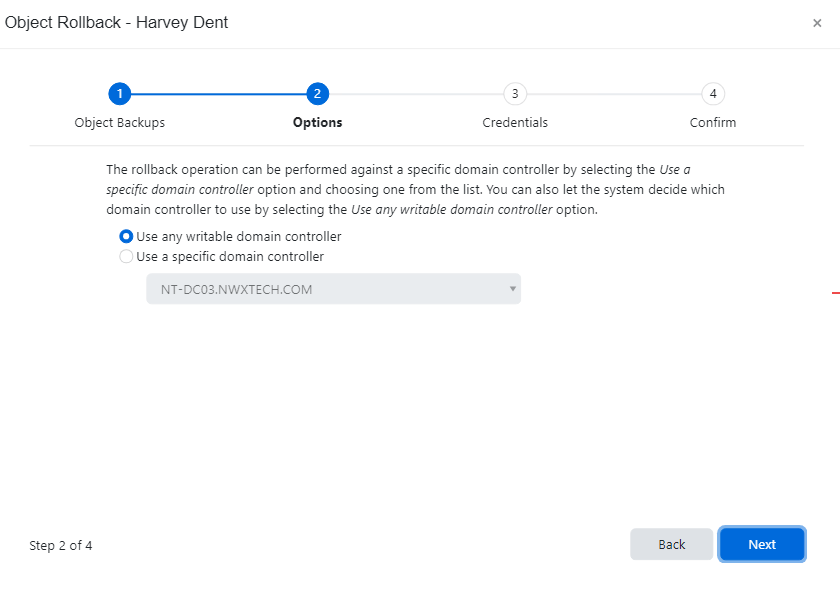 Object Rollback - Harvey Dent
×
1
2
3
4
Object Backups
Options
Credentials
Confirm
The rollback operation can be performed against a specific domain controller by selecting the Use a
specific domain controller option and choosing one from the list. You can also let the system decide which
domain controller to use by selecting the Use any writable domain controller option.
Use any writable domain controller
Use a specific domain controller
NT-DC03.NWXTECH.COM
Step 2 of 4
Back
Next